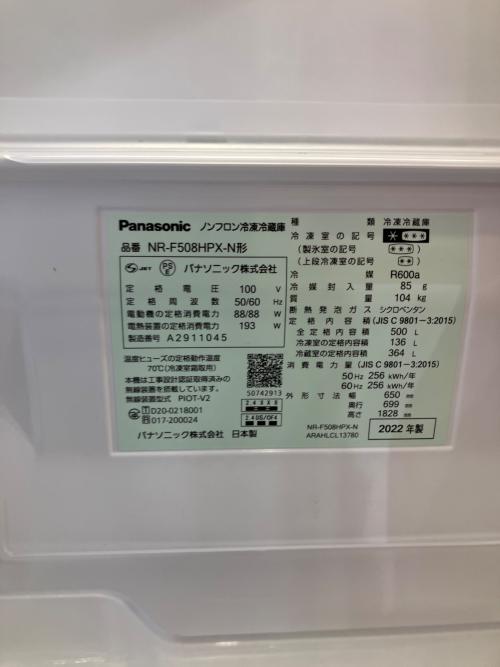 Panasonic ノンフロン冷凍冷蔵庫
品番 NR-F508HPX-N形
S JET PSE パナソニック株式会社
定格電圧 100 V
定格周波数 50/60 Hz
電動機の定格消費電力 88/88 W
電熱装置の定格消費電力 193 W
製造番号 A2911045
温度ヒューズの定格動作温度
70℃(冷凍室霜取用)
本機は工事設計認証取得済みの
無線装置を搭載しています。
無線装置型式 PIOT-V2
020-0218001
017-200024
パナソニック株式会社 日本製
50742913
2.4XX8
2.4DS/OF4
種類 冷凍冷蔵庫
冷凍室の記号
(製氷室の記号)
(上段冷凍室の記号)
冷媒 R600a
冷媒封入量 85 g
質量 104 kg
断熱発泡ガス シクロペンタン
定格内容積 (JIS C 9801-3:2015)
全定格内容積 500 L
冷凍室の定格内容積 136 L
冷蔵室の定格内容積 364 L
消費電力量 (JIS C 9801-3:2015)
50 Hz 256 kWh/年
60 Hz 256 kWh/年
外形寸法 幅 650 mm
奥行 699 mm
高さ 1828 mm
NR-F508HPX-N
ARAHLCL13780
2022 年製